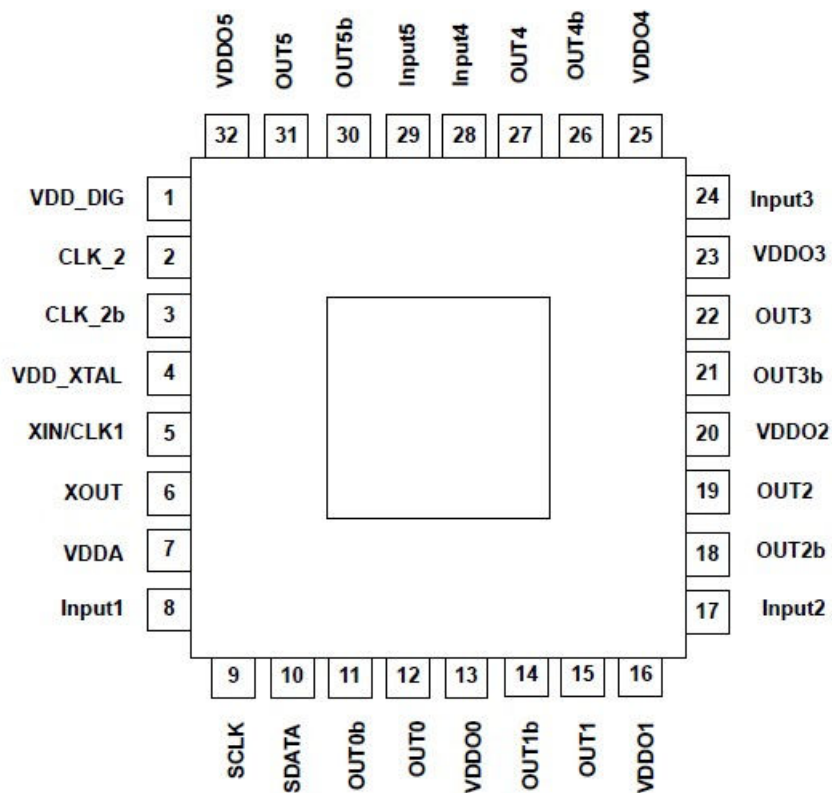 VDDO5 OUT5 OUT5b Input5 Input4 OUT4 OUT4b VDDO4
32 31 30 29 28 27 26 25
VDD_DIG 1
CLK_2 2
CLK_2b 3
VDD_XTAL 4
XIN/CLK1 5
XOUT 6
VDDA 7
Input1 8
24 Input3
23 VDDO3
22 OUT3
21 OUT3b
20 VDDO2
19 OUT2
18 OUT2b
17 Input2
9 10 11 12 13 14 15 16
SCLK SDATA OUT0b OUT0 VDDO0 OUT1b OUT1 VDDO1